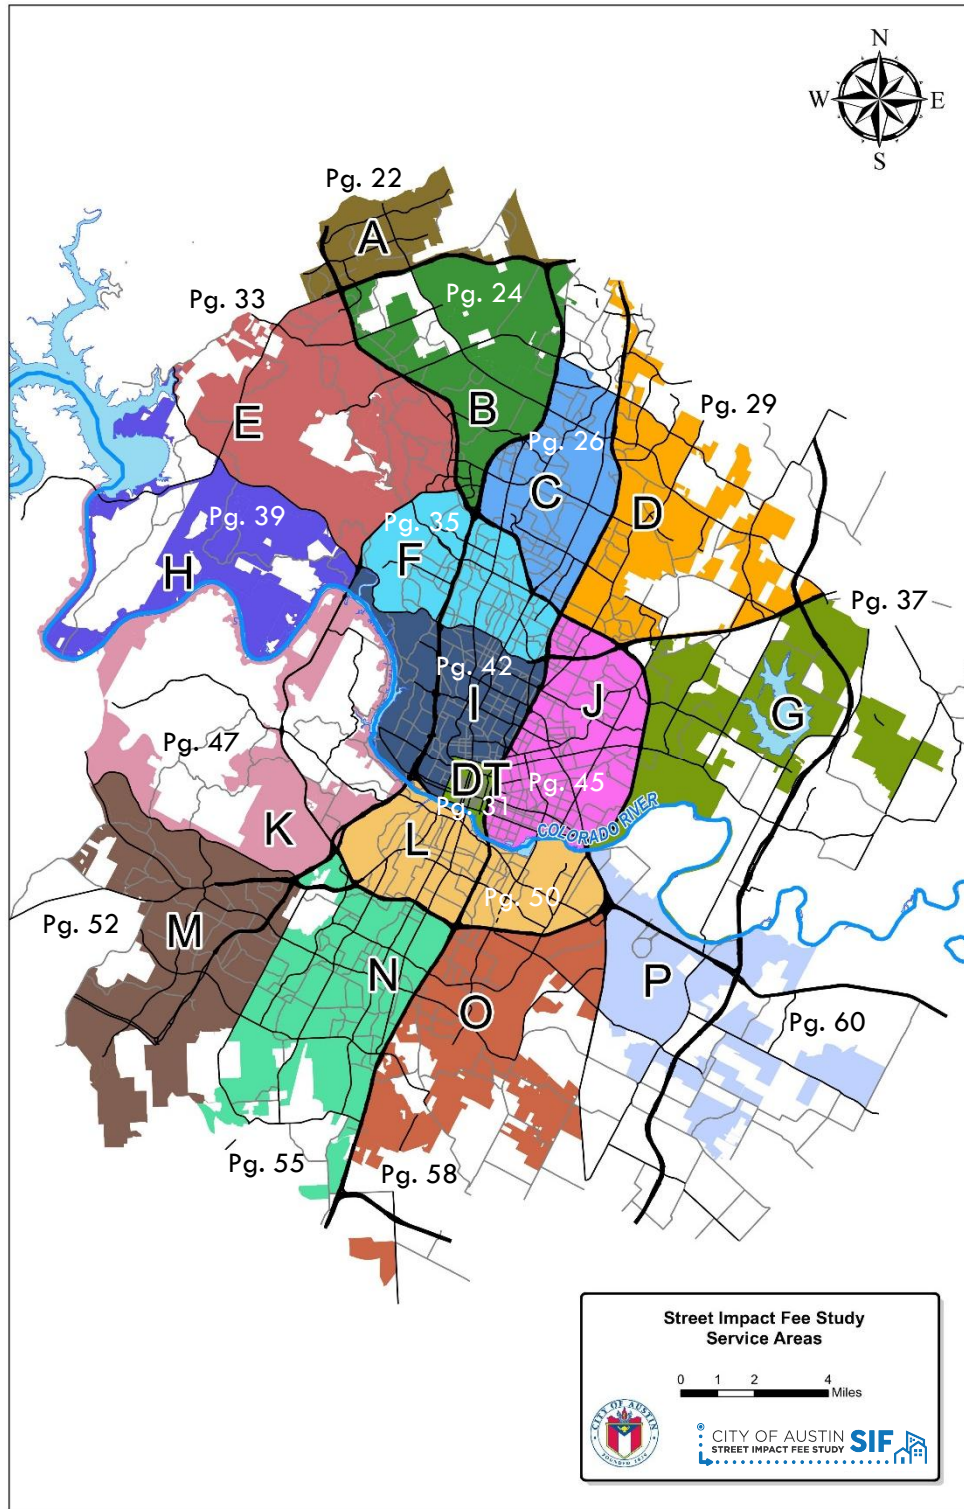 N
W E
S
Pg. 22
A
Pg. 24
Pg. 33
Pg. 29
B
E
Pg. 26
C
D
Pg. 39
Pg. 35
F
H
Pg. 37
Pg. 42
I
J
G
Pg. 47
DT
Pg. 31
Pg. 45
COLORADO RIVER
K
L
Pg. 50
Pg. 52
M
N
P
O
Pg. 60
Pg. 55
Pg. 58
Street Impact Fee Study
Service Areas
0 1 2 4
Miles
CITY OF AUSTIN
FOUNDED 1839
CITY OF AUSTIN
STREET IMPACT FEE STUDY
SIF